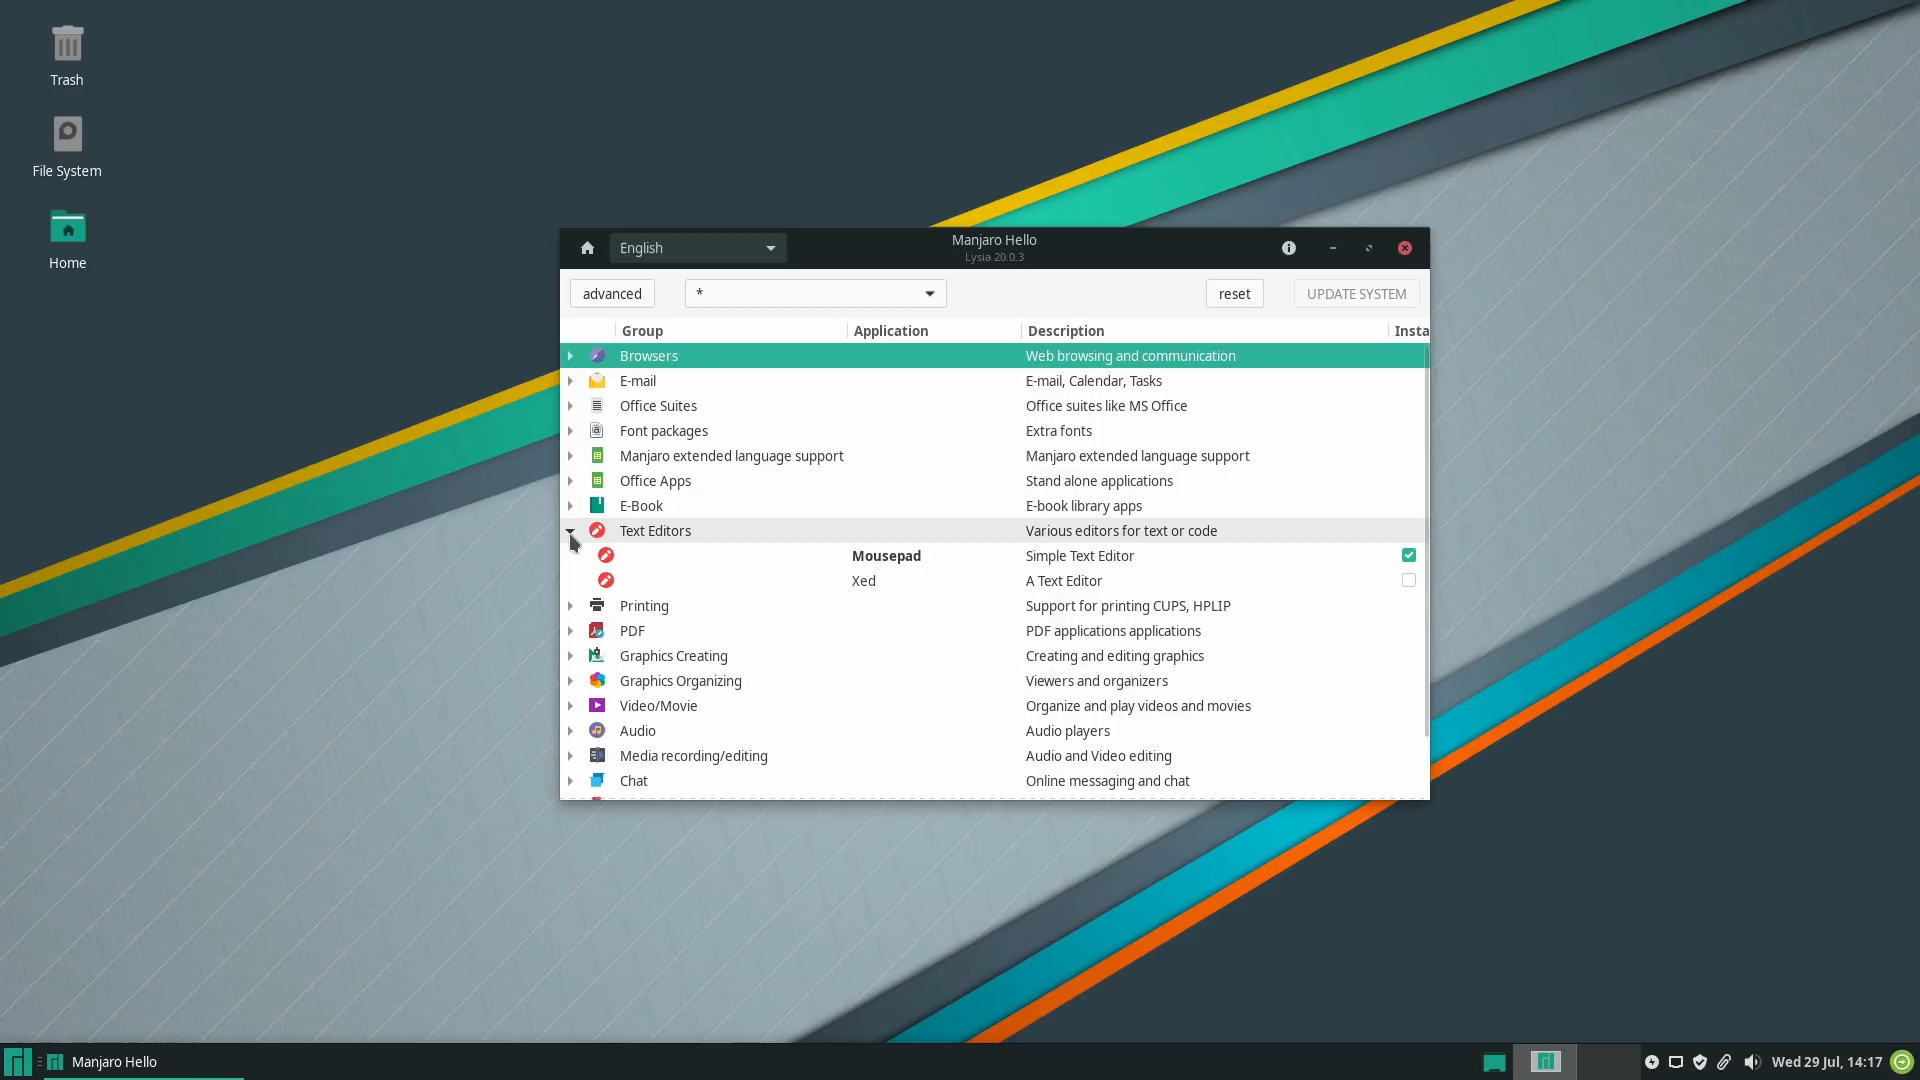 Trash
File System
Home
English
Manjaro Hello
Lysia 20.0.3
advanced
*
reset
UPDATE SYSTEM
Group Application Description Insta
Browsers Web browsing and communication
E-mail E-mail, Calendar, Tasks
Office Suites Office suites like MS Office
Font packages Extra fonts
Manjaro extended language support Manjaro extended language support
Office Apps Stand alone applications
E-Book E-book library apps
Text Editors Various editors for text or code
Mousepad Simple Text Editor
Xed A Text Editor
Printing Support for printing CUPS, HPLIP
PDF PDF applications applications
Graphics Creating Creating and editing graphics
Graphics Organizing Viewers and organizers
Video/Movie Organize and play videos and movies
Audio Audio players
Media recording/editing Audio and Video editing
Chat Online messaging and chat
Manjaro Hello
Wed 29 Jul, 14:17